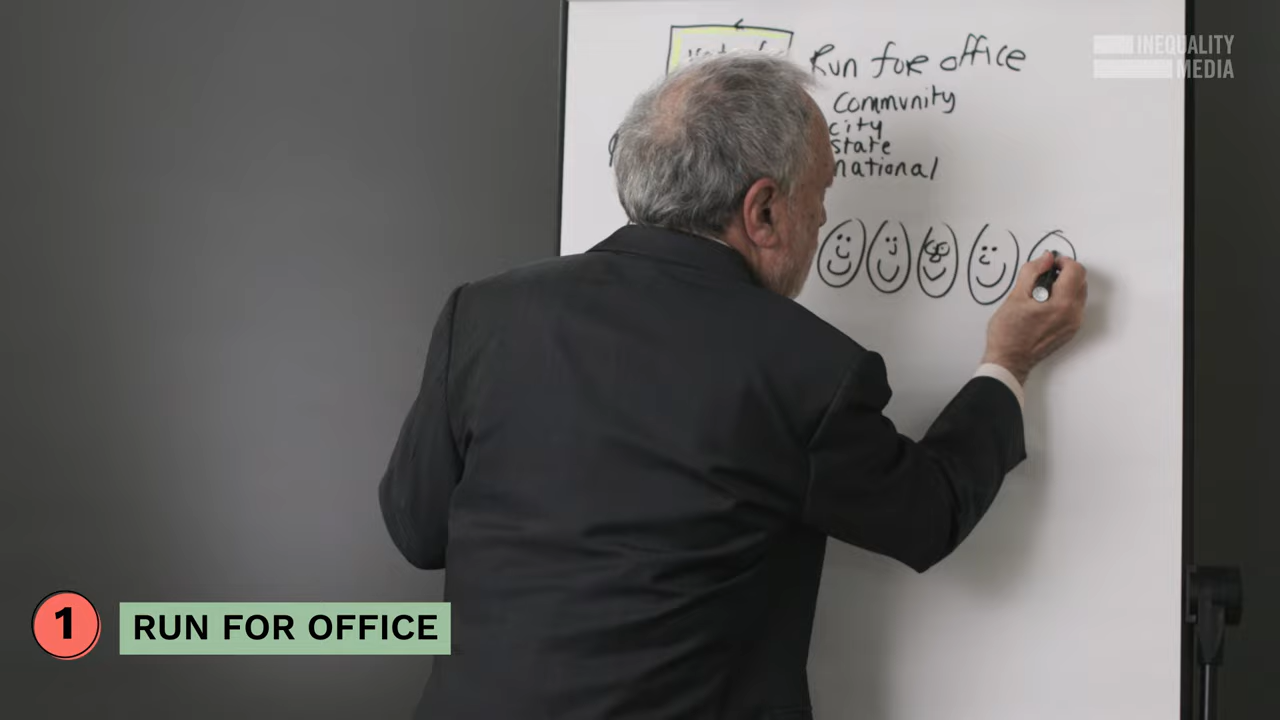 Run for office
community
city
state
national
INEQUALITY
MEDIA
1
RUN FOR OFFICE